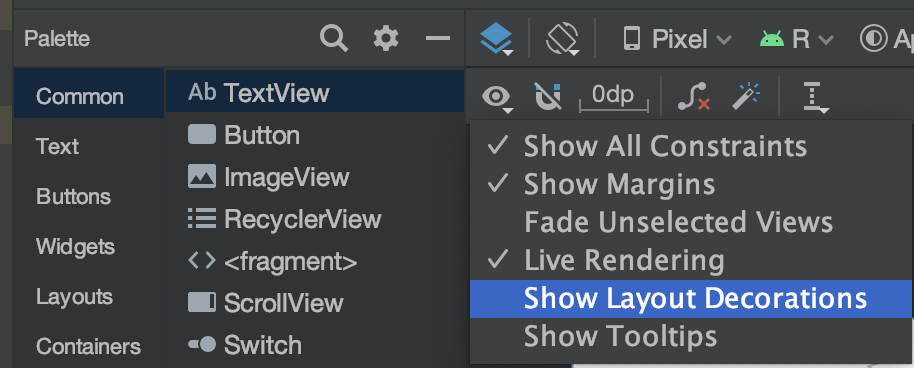 Palette
Pixel
R
Ap
Common
Text
Buttons
Widgets
Layouts
Containers
Ab TextView
Button
ImageView
RecyclerView
<fragment>
ScrollView
Switch
0dp
Show All Constraints
Show Margins
Fade Unselected Views
Live Rendering
Show Layout Decorations
Show Tooltips